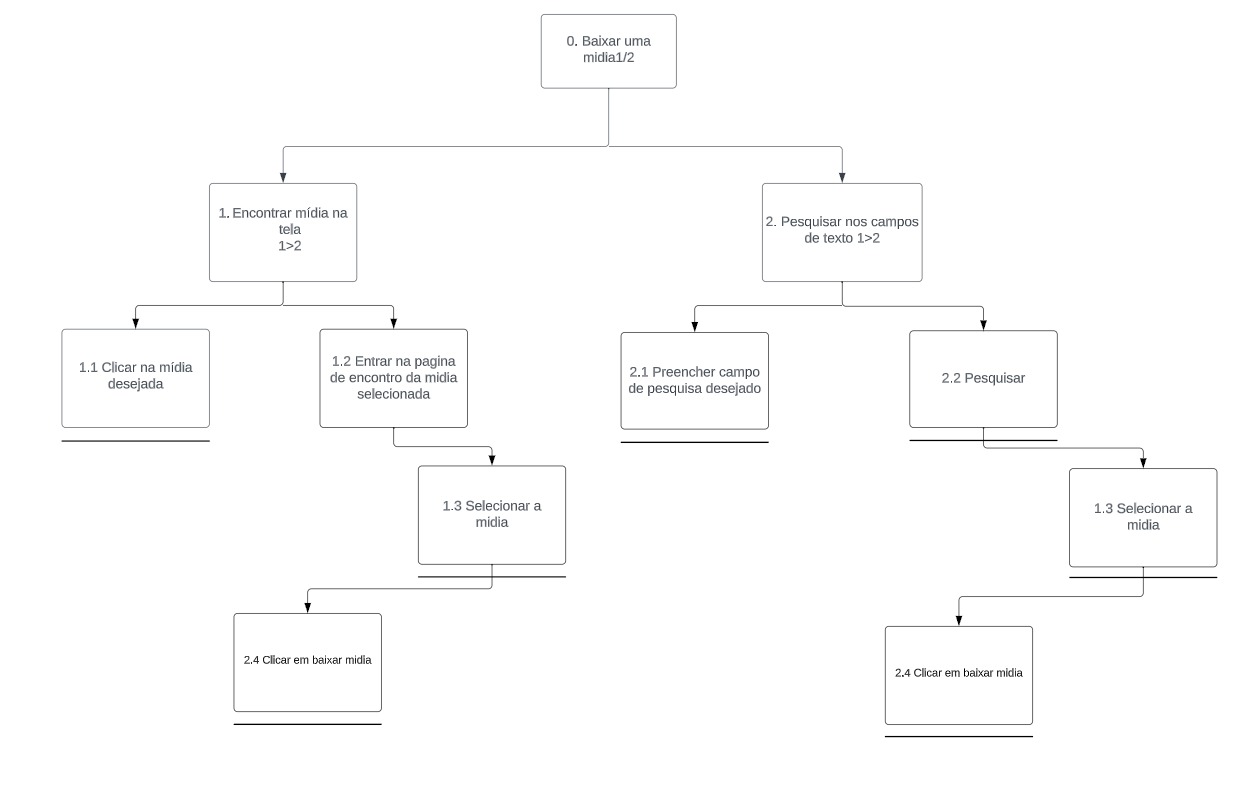 0. Baixar uma
midia1/2
1. Encontrar mídia na
tela
1>2
2. Pesquisar nos campos
de texto 1>2
1.1 Clicar na mídia
desejada
1.2 Entrar na pagina
de encontro da midia
selecionada
2.1 Preencher campo
de pesquisa desejado
2.2 Pesquisar
1.3 Selecionar a
midia
1.3 Selecionar a
midia
2.4 Clicar em baixar midia
2.4 Clicar em baixar midia